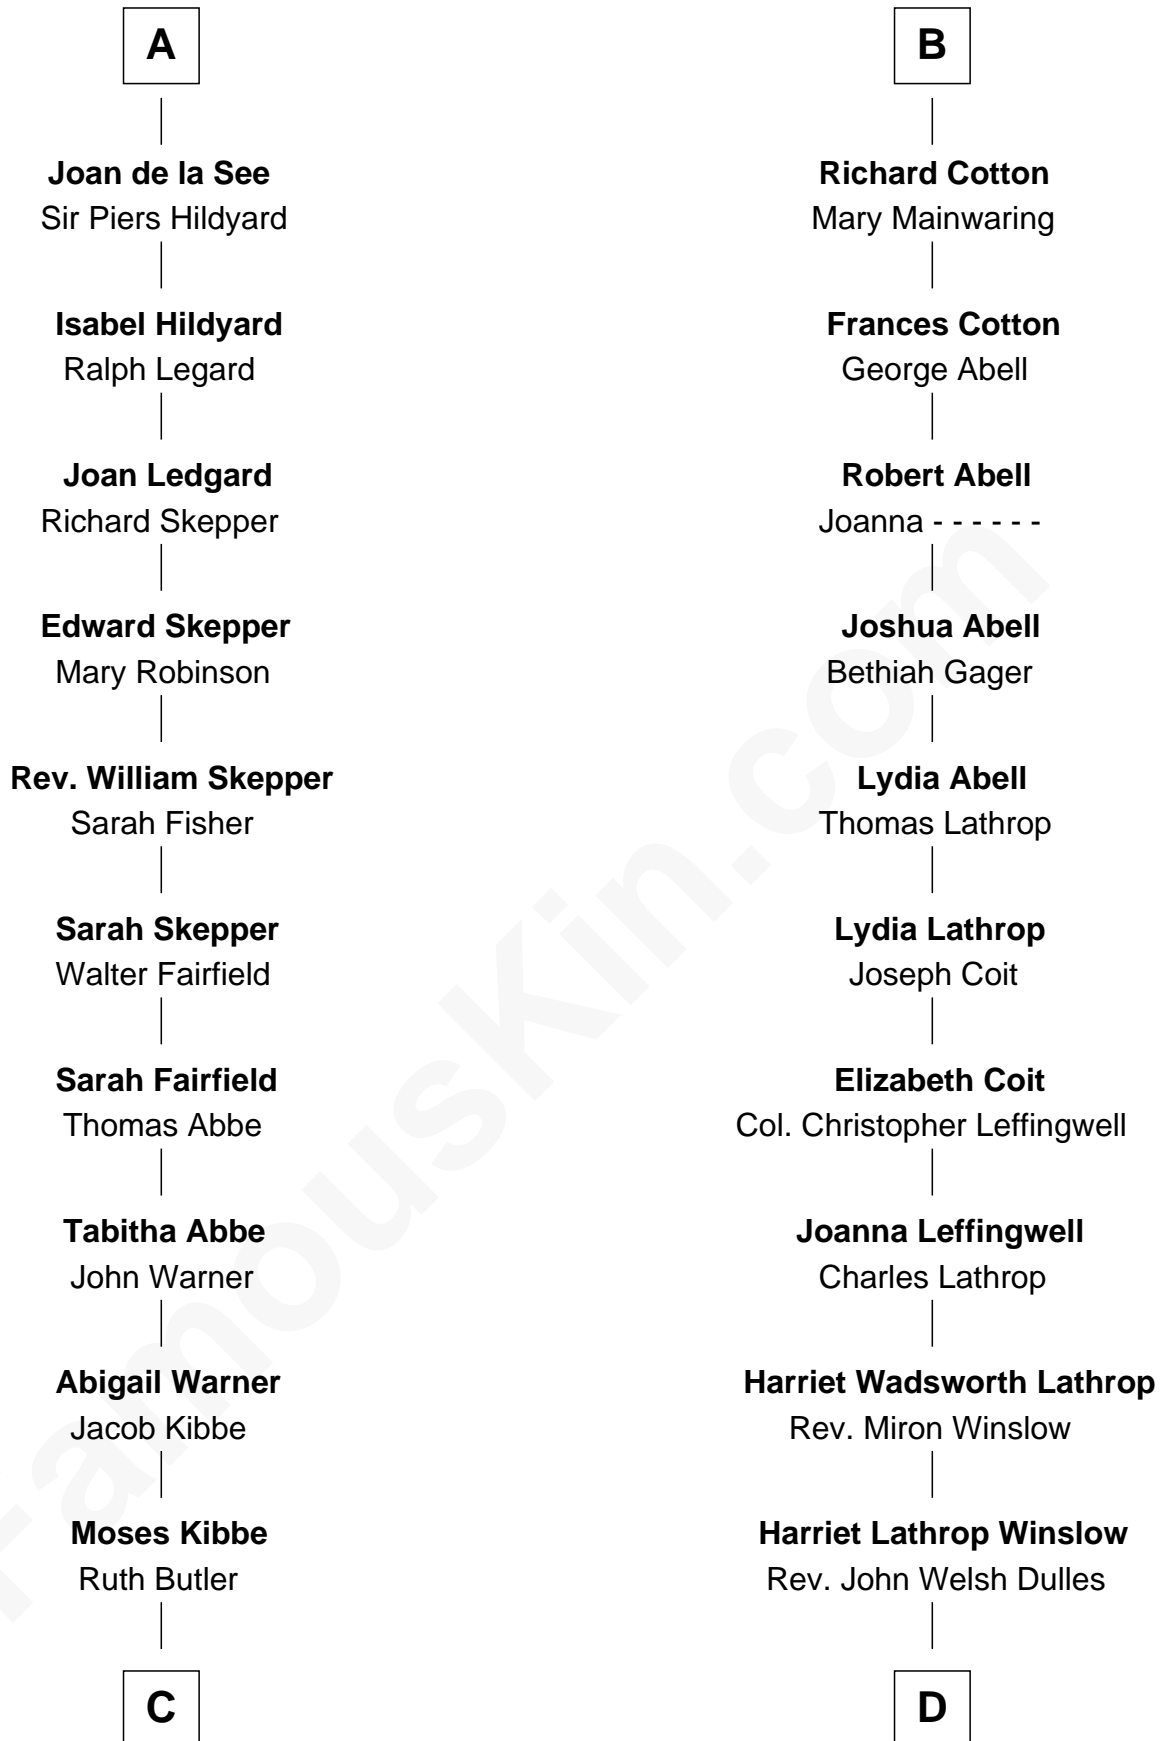 A
Joan de la See
Sir Piers Hildyard
Isabel Hildyard
Ralph Legard
Joan Ledgard
Richard Skepper
Edward Skepper
Mary Robinson
Rev. William Skepper
Sarah Fisher
Sarah Skepper
Walter Fairfield
Sarah Fairfield
Thomas Abbe
Tabitha Abbe
John Warner
Abigail Warner
Jacob Kibbe
Moses Kibbe
Ruth Butler
C
B
Richard Cotton
Mary Mainwaring
Frances Cotton
George Abell
Robert Abell
Joanna - - - - - -
Joshua Abell
Bethiah Gager
Lydia Abell
Thomas Lathrop
Lydia Lathrop
Joseph Coit
Elizabeth Coit
Col. Christopher Leffingwell
Joanna Leffingwell
Charles Lathrop
Harriet Wadsworth Lathrop
Rev. Miron Winslow
Harriet Lathrop Winslow
Rev. John Welsh Dulles
D
FamousKin.com